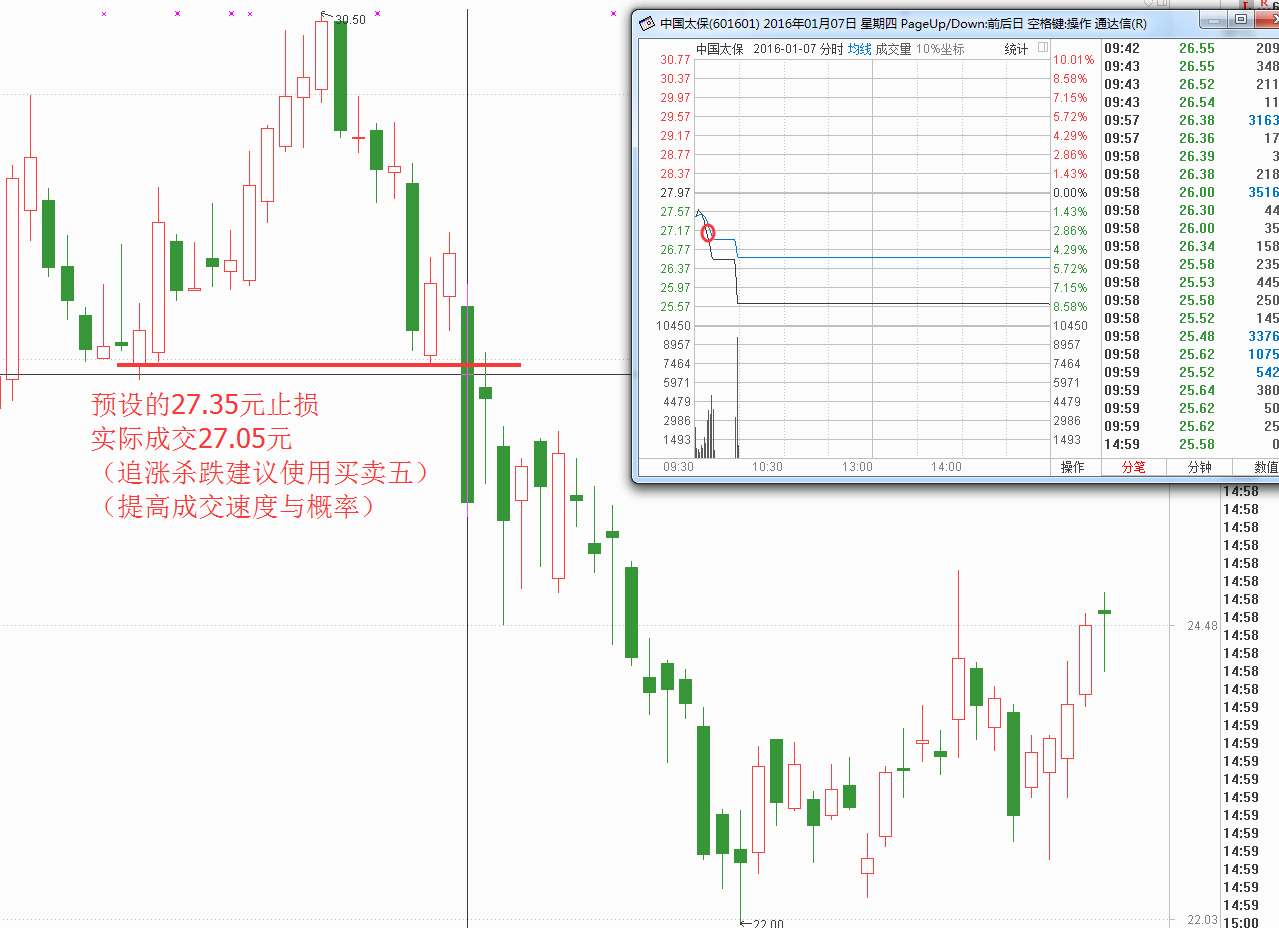 30.50
预设的27.35元止损
实际成交27.05元
（追涨杀跌建议使用买卖五）
（提高成交速度与概率）
22.00
24.48
22.03
中国太保(601601) 2016年01月07日 星期四 PageUp/Down:前后日 空格键:操作 通达信(R)
中国太保 2016-01-07 分时 均线 成交量 10%坐标 统计
30.77 10.01%
30.37 8.58%
29.97 7.15%
29.57 5.72%
29.17 4.29%
28.77 2.86%
28.37 1.43%
27.97 0.00%
27.57 1.43%
27.17 2.86%
26.77 4.29%
26.37 5.72%
25.97 7.15%
25.57 8.58%
10450 10450
8957 8957
7464 7464
5971 5971
4479 4479
2986 2986
1493 1493
09:30 10:30 13:00 14:00 操作 分笔 分钟 数值
09:42 26.55 209
09:43 26.55 348
09:43 26.52 211
09:43 26.54 11
09:57 26.38 3163
09:57 26.36 17
09:58 26.39 3
09:58 26.38 218
09:58 26.00 3516
09:58 26.30 44
09:58 26.00 35
09:58 26.34 158
09:58 25.58 235
09:58 25.53 445
09:58 25.58 250
09:58 25.52 145
09:58 25.48 3376
09:58 25.62 1075
09:59 25.52 542
09:59 25.64 380
09:59 25.62 50
09:59 25.62 25
14:59 25.58 0
14:58
14:58
14:58
14:58
14:58
14:58
14:58
14:58
14:58
14:58
14:58
14:58
14:59
14:59
14:59
14:59
14:59
14:59
14:59
14:59
14:59
14:59
14:59
14:59
15:00